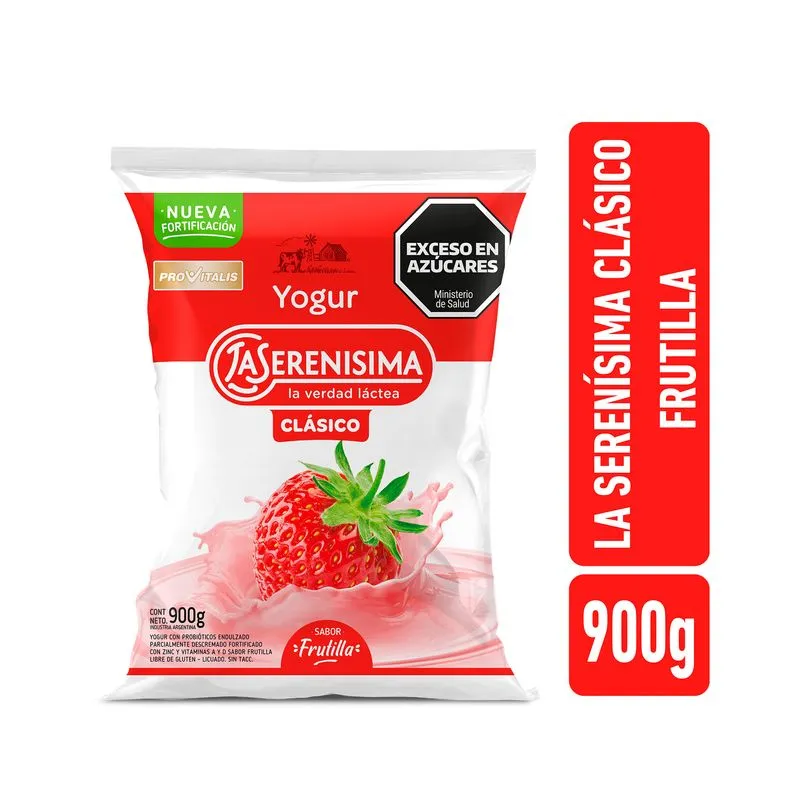 · NUEVA ·
FORTIFICACIÓN
PROVITALIS
EXCESO EN
AZÚCARES
Ministerio
de Salud
Yogur
LASERENISIMA
la verdad láctea
CLÁSICO
CONT
NETO. 900g
INDUSTRIA ARGENTINA
YOGUR CON PROBIÓTICOS ENDULZADO
PARCIALMENTE DESCREMADO FORTIFICADO
CON ZINC Y VITAMINAS A Y D SABOR FRUTILLA
LIBRE DE GLUTEN - LICUADO. SIN TACC.
SABOR
Frutilla
LA SERENÍSIMA CLÁSICO
FRUTILLA
900g